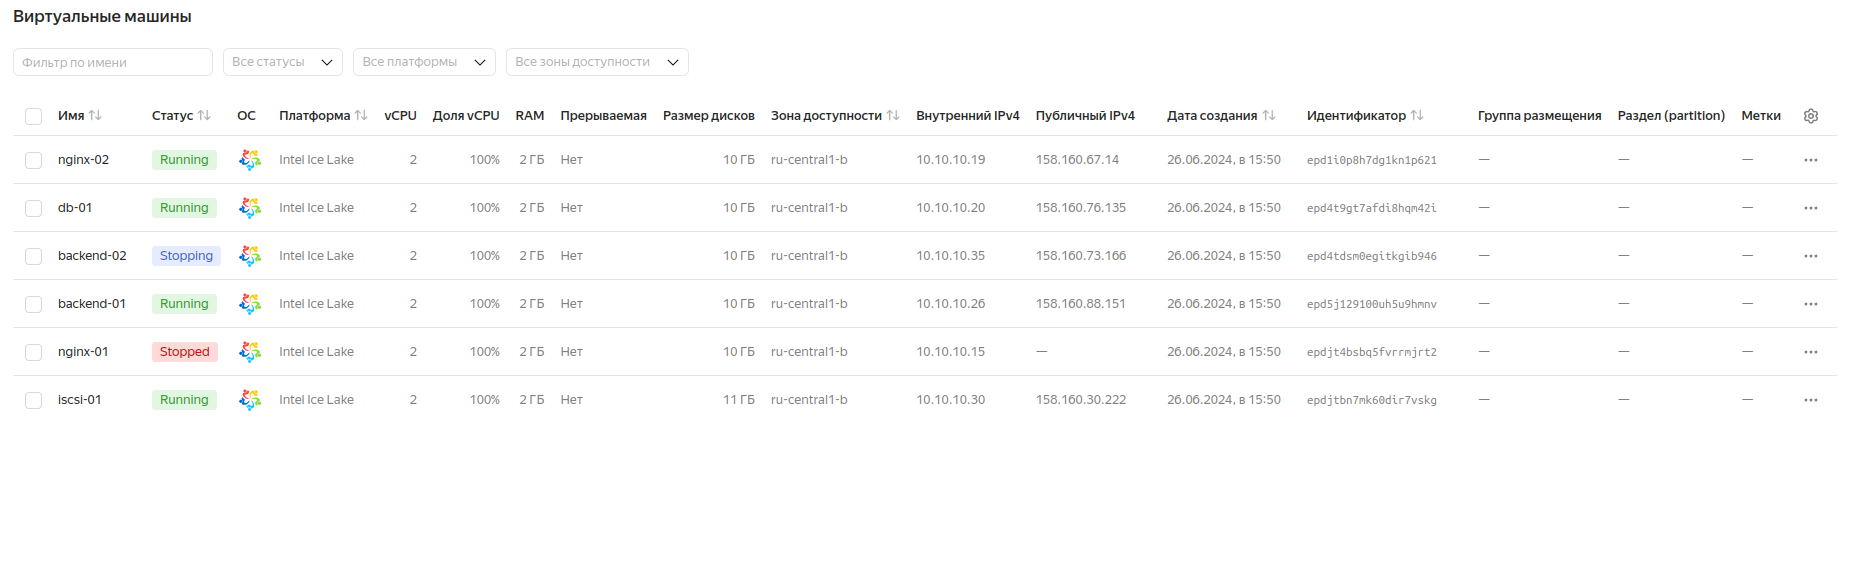 Виртуальные машины
Фильтр по имени Все статусы Все платформы Все зоны доступности
Имя Статус ОС Платформа vCPU Доля vCPU RAM Прерываемая Размер дисков Зона доступности Внутренний IPv4 Публичный IPv4 Дата создания Идентификатор Группа размещения Раздел (partition) Метки
nginx-02 Running Intel Ice Lake 2 100% 2 ГБ Нет 10 ГБ ru-central1-b 10.10.10.19 158.160.67.14 26.06.2024, в 15:50 epd1i0p8h7dg1kn1p621 — — —
db-01 Running Intel Ice Lake 2 100% 2 ГБ Нет 10 ГБ ru-central1-b 10.10.10.20 158.160.76.135 26.06.2024, в 15:50 epd4t9gt7afdi8hqm42i — — —
backend-02 Stopping Intel Ice Lake 2 100% 2 ГБ Нет 10 ГБ ru-central1-b 10.10.10.35 158.160.73.166 26.06.2024, в 15:50 epd4tdsm0egitkgib946 — — —
backend-01 Running Intel Ice Lake 2 100% 2 ГБ Нет 10 ГБ ru-central1-b 10.10.10.26 158.160.88.151 26.06.2024, в 15:50 epd5j129100uh5u9hmnv — — —
nginx-01 Stopped Intel Ice Lake 2 100% 2 ГБ Нет 10 ГБ ru-central1-b 10.10.10.15 — 26.06.2024, в 15:50 epdjt4bsbq5fvrrmjrt2 — — —
iscsi-01 Running Intel Ice Lake 2 100% 2 ГБ Нет 11 ГБ ru-central1-b 10.10.10.30 158.160.30.222 26.06.2024, в 15:50 epdjtbn7mk60dir7vskg — — —